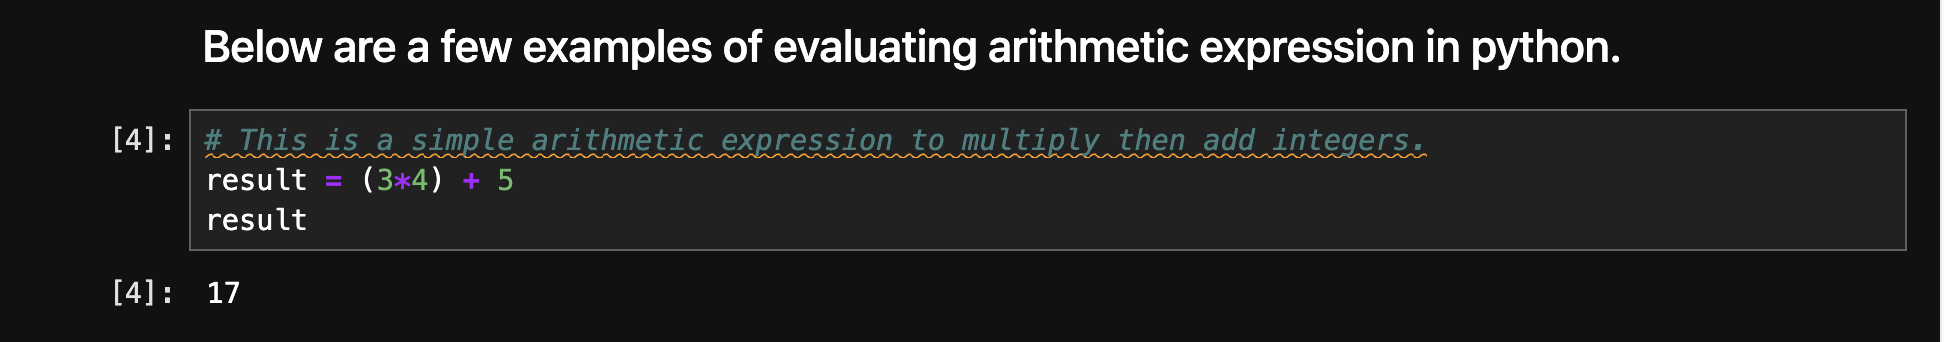 Below are a few examples of evaluating arithmetic expression in python.
[4]: # This is a simple arithmetic expression to multiply then add integers.
result = (3*4) + 5
result
[4]: 17